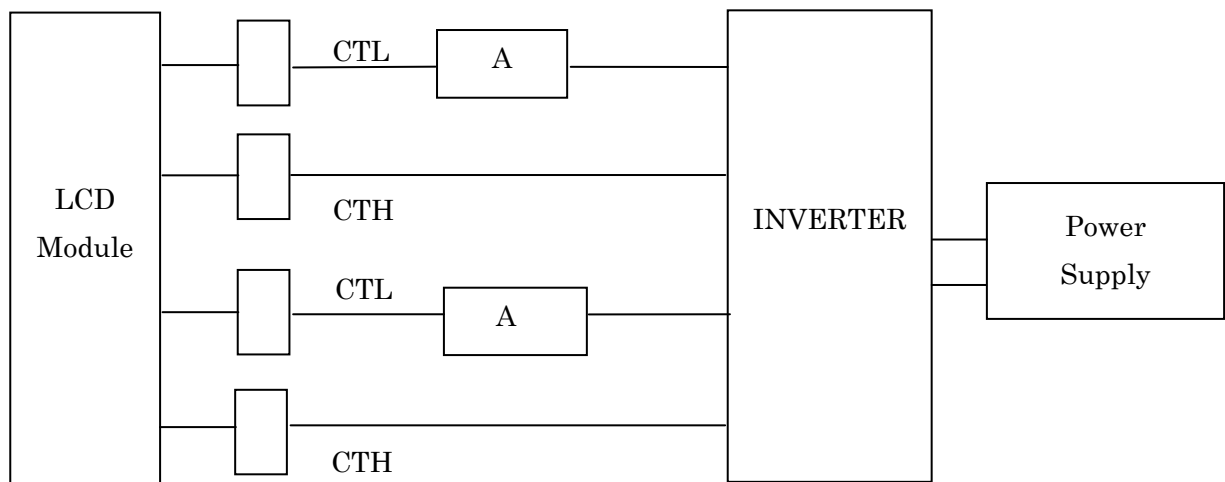 CTL
A
LCD
Module
CTH
INVERTER
Power
Supply
CTL
A
CTH